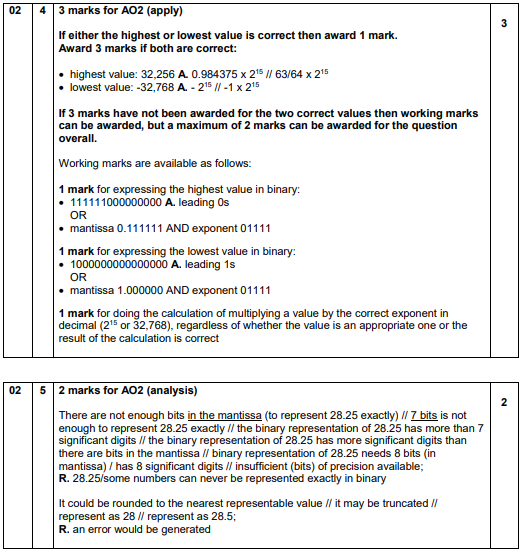 02 4 3 marks for AO2 (apply) 3
If either the highest or lowest value is correct then award 1 mark.
Award 3 marks if both are correct:
• highest value: 32,256 A. 0.984375 x 2¹⁵ // 63/64 x 2¹⁵
• lowest value: -32,768 A. - 2¹⁵ // -1 x 2¹⁵
If 3 marks have not been awarded for the two correct values then working marks
can be awarded, but a maximum of 2 marks can be awarded for the question
overall.
Working marks are available as follows:
1 mark for expressing the highest value in binary:
• 111111000000000 A. leading 0s
OR
• mantissa 0.111111 AND exponent 01111
1 mark for expressing the lowest value in binary:
• 1000000000000000 A. leading 1s
OR
• mantissa 1.000000 AND exponent 01111
1 mark for doing the calculation of multiplying a value by the correct exponent in
decimal (2¹⁵ or 32,768), regardless of whether the value is an appropriate one or the
result of the calculation is correct
02 5 2 marks for AO2 (analysis) 2
There are not enough bits in the mantissa (to represent 28.25 exactly) // 7 bits is not
enough to represent 28.25 exactly // the binary representation of 28.25 has more than 7
significant digits // the binary representation of 28.25 has more significant digits than
there are bits in the mantissa // binary representation of 28.25 needs 8 bits (in
mantissa) / has 8 significant digits // insufficient (bits) of precision available;
R. 28.25/some numbers can never be represented exactly in binary
It could be rounded to the nearest representable value // it may be truncated //
represent as 28 // represent as 28.5;
R. an error would be generated